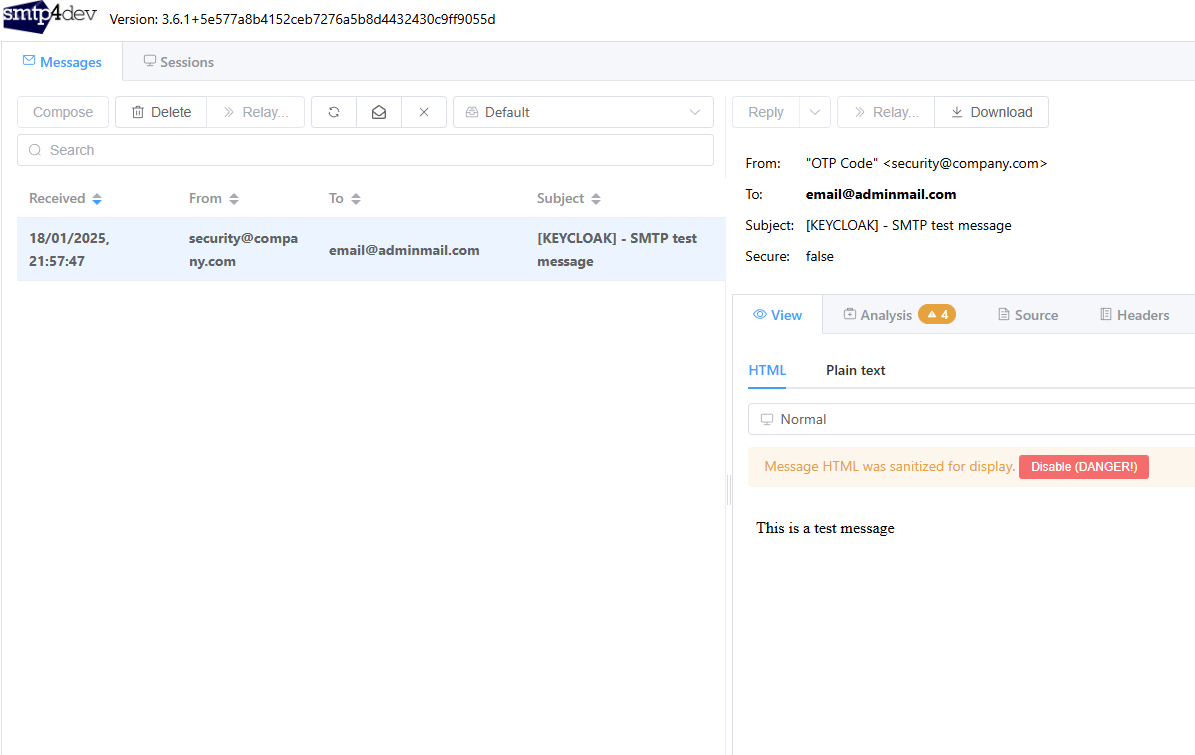 smtp4dev Version: 3.6.1+5e577a8b4152ceb7276a5b8d4432430c9ff9055d
Messages Sessions
Compose Delete Relay... Default
Search
Received From To Subject
18/01/2025, 21:57:47
security@compa
ny.com
email@adminmail.com
[KEYCLOAK] - SMTP test
message
Reply Relay... Download
From: "OTP Code" <security@company.com>
To: email@adminmail.com
Subject: [KEYCLOAK] - SMTP test message
Secure: false
View Analysis 4 Source Headers
HTML Plain text
Normal
Message HTML was sanitized for display. Disable (DANGER!)
This is a test message